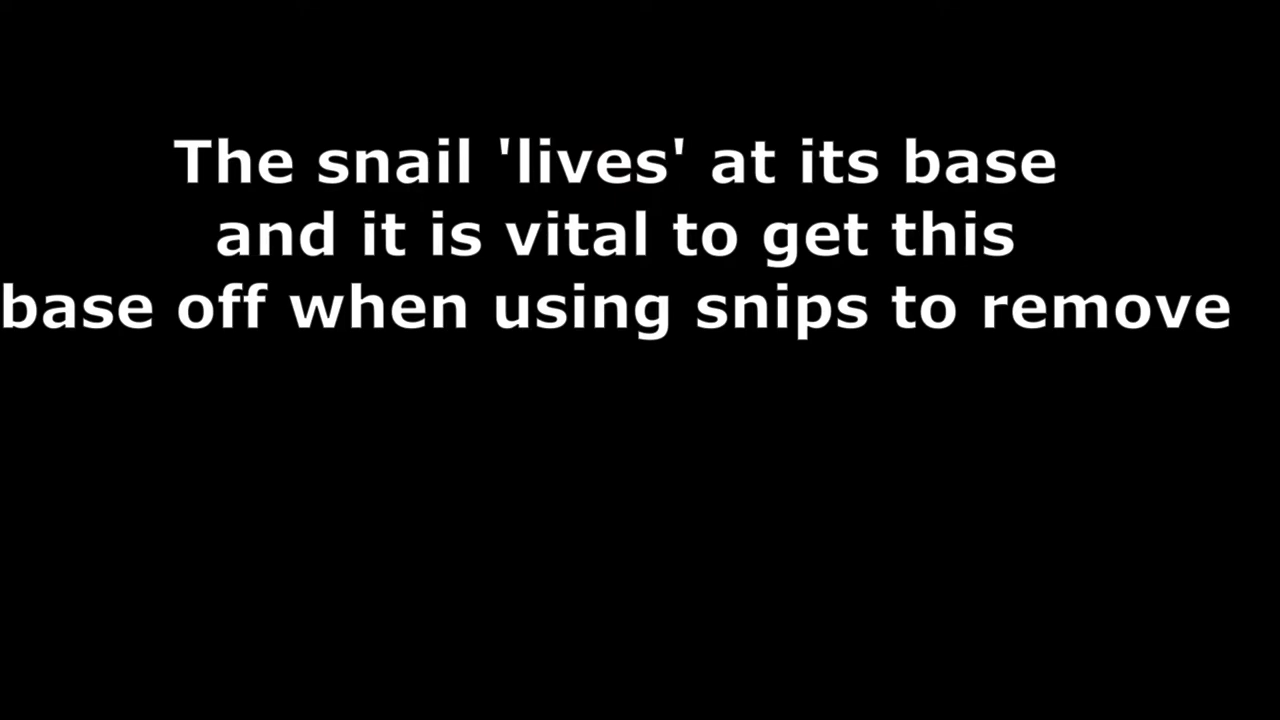 The snail 'lives' at its base
and it is vital to get this
base off when using snips to remove